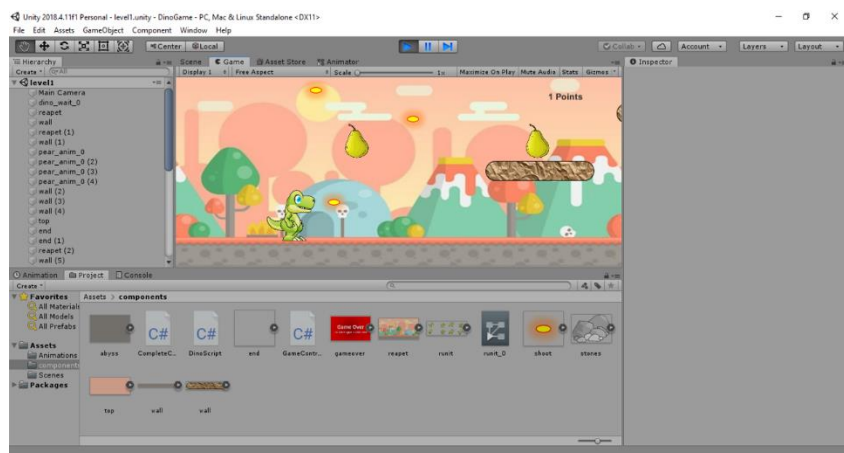 Unity 2018.4.11f1 Personal - level1.unity - DinoGame - PC, Mac & Linux Standalone <DX11>
File Edit Assets GameObject Component Window Help
Center Local Collab Account Layers Layout
Hierarchy Scene Game Asset Store Animator Inspector
Create All Display 1 Free Aspect Scale 1x Maximize On Play Mute Audio Stats Gizmos
level1
Main Camera
dino_wait_0
reapet
wall
reapet (1)
wall (1)
pear_anim_0
pear_anim_0 (2)
pear_anim_0 (3)
pear_anim_0 (4)
wall (2)
wall (3)
wall (4)
top
end
end (1)
reapet (2)
wall (5)
1 Points
Animation Project Console
Create
Favorites
All Materials
All Models
All Prefabs
Assets
Animations
components
Scenes
Packages
Assets > components
C# C# C# Game Over
abyss CompleteC... DinoScript end GameContr... gameover reapet runit runit_0 shout stones
top wall wall